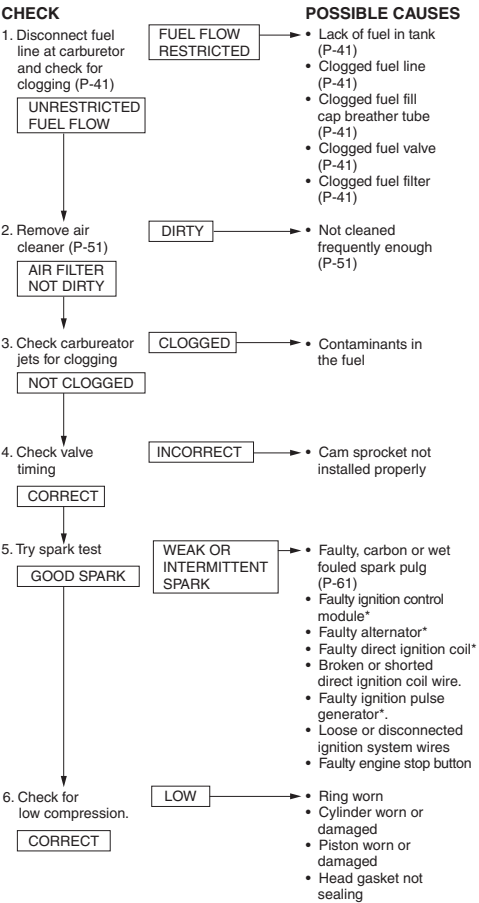 CHECK
POSSIBLE CAUSES
1. Disconnect fuel
line at carburetor
and check for
clogging (P-41)
FUEL FLOW
RESTRICTED
• Lack of fuel in tank
(P-41)
• Clogged fuel line
(P-41)
• Clogged fuel fill
cap breather tube
(P-41)
• Clogged fuel valve
(P-41)
• Clogged fuel filter
(P-41)
UNRESTRICTED
FUEL FLOW
2. Remove air
cleaner (P-51)
DIRTY
• Not cleaned
frequently enough
(P-51)
AIR FILTER
NOT DIRTY
3. Check carbureator
jets for clogging
CLOGGED
• Contaminants in
the fuel
NOT CLOGGED
4. Check valve
timing
INCORRECT
• Cam sprocket not
installed properly
CORRECT
5. Try spark test
WEAK OR
INTERMITTENT
SPARK
• Faulty, carbon or wet
fouled spark pulg
(P-61)
• Faulty ignition control
module*
• Faulty alternator*
• Faulty direct ignition coil*
• Broken or shorted
direct ignition coil wire.
• Faulty ignition pulse
generator*.
• Loose or disconnected
ignition system wires
• Faulty engine stop button
GOOD SPARK
6. Check for
low compression.
LOW
• Ring worn
• Cylinder worn or
damaged
• Piston worn or
damaged
• Head gasket not
sealing
CORRECT